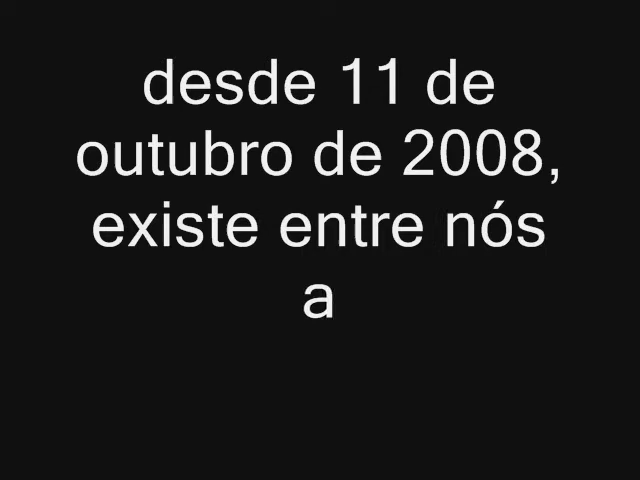 desde 11 de
outubro de 2008,
existe entre nós
a